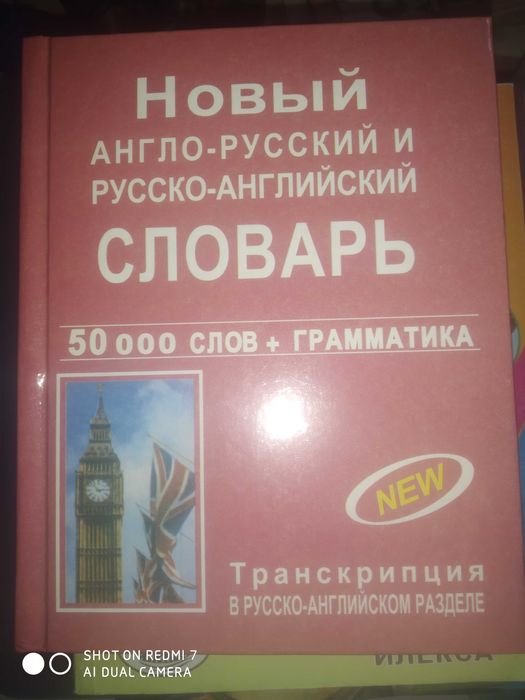 Новый
АНГЛО-РУССКИЙ И
РУССКО-АНГЛИЙСКИЙ
СЛОВАРЬ
50 000 СЛОВ + ГРАММАТИКА
NEW
Транскрипция
В РУССКО-АНГЛИЙСКОМ РАЗДЕЛЕ
ИЛЕКСА
SHOT ON REDMI 7
AI DUAL CAMERA